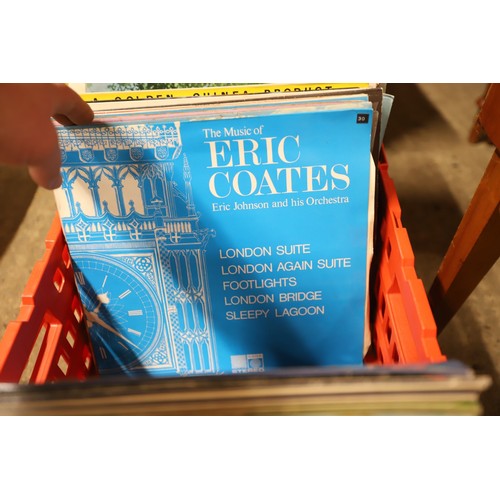 A GOLDEN GUINEA PRODUCT
The Music of
ERIC
COATES
Eric Johnson and his Orchestra
LONDON SUITE
LONDON AGAIN SUITE
FOOTLIGHTS
LONDON BRIDGE
SLEEPY LAGOON
STEREO